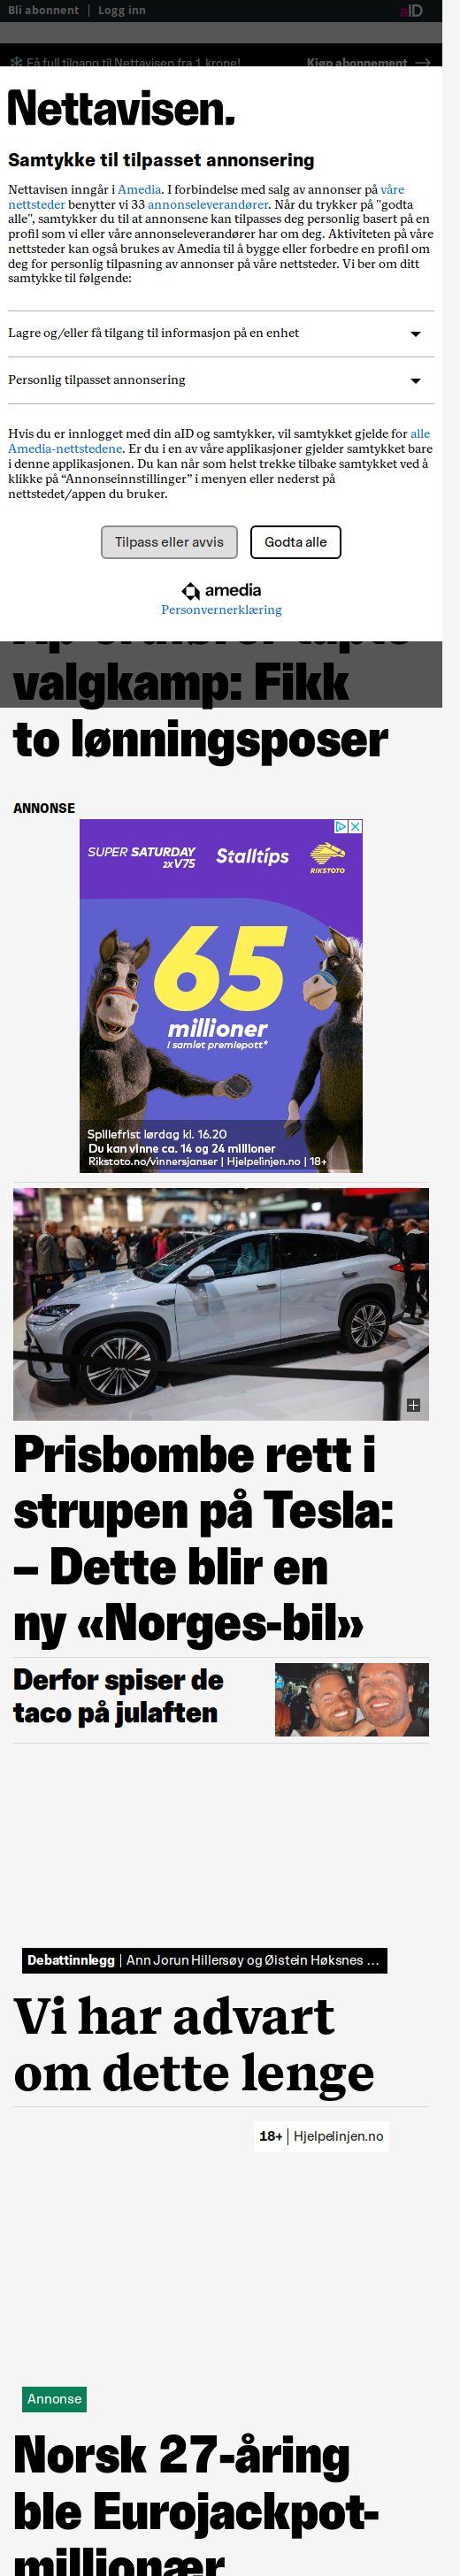 Bli abonnent | Logg inn
aID
Få full tilgang til Nettavisen fra 1 krone!
Kjøp abonnement →
Nettavisen.
Samtykke til tilpasset annonsering
Nettavisen inngår i Amedia. I forbindelse med salg av annonser på våre
nettsteder benytter vi 33 annonseleverandører. Når du trykker på "godta
alle", samtykker du til at annonsene kan tilpasses deg personlig basert på en
profil som vi eller våre annonseleverandører har om deg. Aktiviteten på våre
nettsteder kan også brukes av Amedia til å bygge eller forbedre en profil om
deg for personlig tilpasning av annonser på våre nettsteder. Vi ber om ditt
samtykke til følgende:
Lagre og/eller få tilgang til informasjon på en enhet
Personlig tilpasset annonsering
Hvis du er innlogget med din aID og samtykker, vil samtykket gjelde for alle
Amedia-nettstedene. Er du i en av våre applikasjoner gjelder samtykket bare
i denne applikasjonen. Du kan når som helst trekke tilbake samtykket ved å
klikke på “Annonseinnstillinger” i menyen eller nederst på
nettstedet/appen du bruker.
Tilpass eller avvis
Godta alle
amedia
Personvernerklæring
valgkamp: Fikk
to lønningsposer
ANNONSE
SUPER SATURDAY
2xV75
Stalltips
RIKSTOTO
65
millioner
i samlet premiepott*
Spillefrist lørdag kl. 16.20
Du kan vinne ca. 14 og 24 millioner
Rikstoto.no/vinnersjanser | Hjelpelinjen.no | 18+
Prisbombe rett i
strupen på Tesla:
– Dette blir en
ny «Norges-bil»
Derfor spiser de
taco på julaften
Debattinnlegg | Ann Jorun Hillersøy og Øistein Høksnes ...
Vi har advart
om dette lenge
18+ | Hjelpelinjen.no
Annonse
Norsk 27-åring
ble Eurojackpot-
millionær